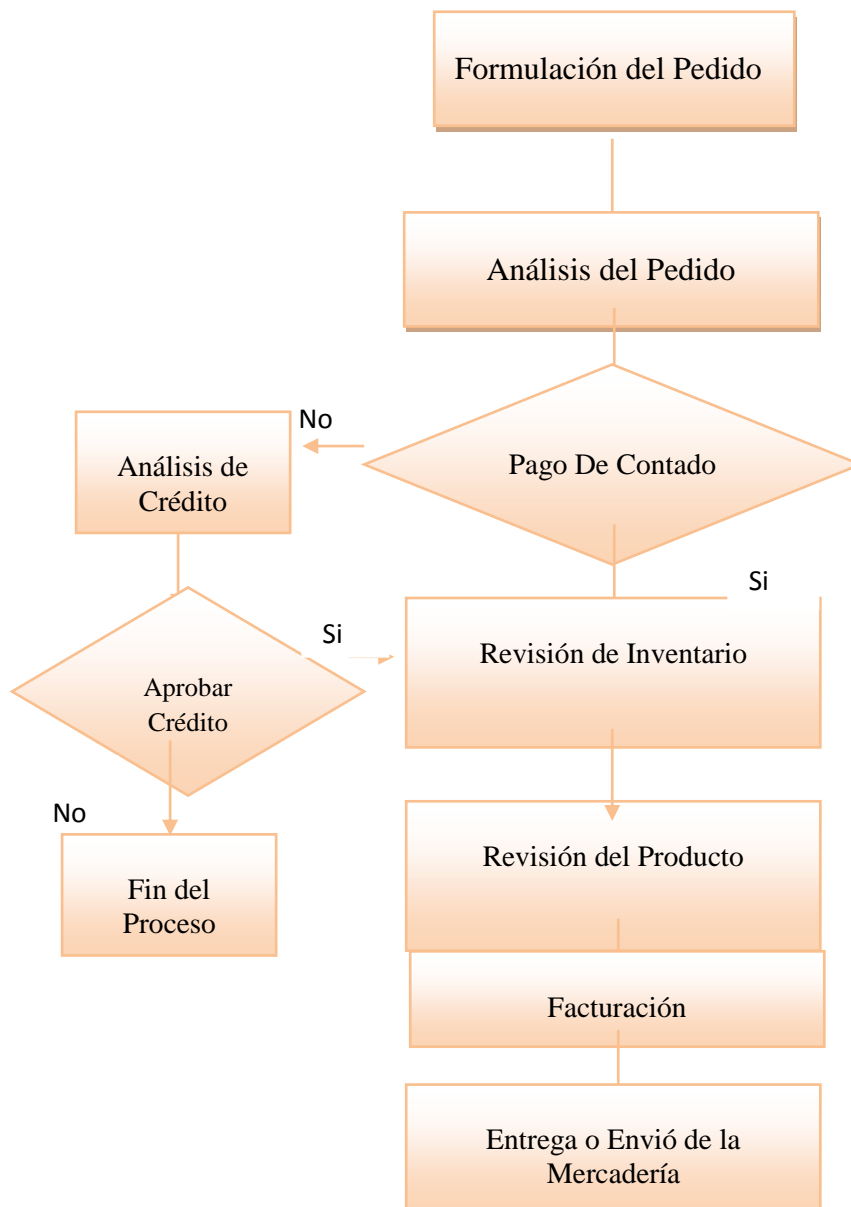 Formulación del Pedido
Análisis del Pedido
No
Análisis de
Crédito
Pago De Contado
Si
Si
Revisión de Inventario
Aprobar
Crédito
No
Revisión del Producto
Fin del
Proceso
Facturación
Entrega o Envió de la
Mercadería